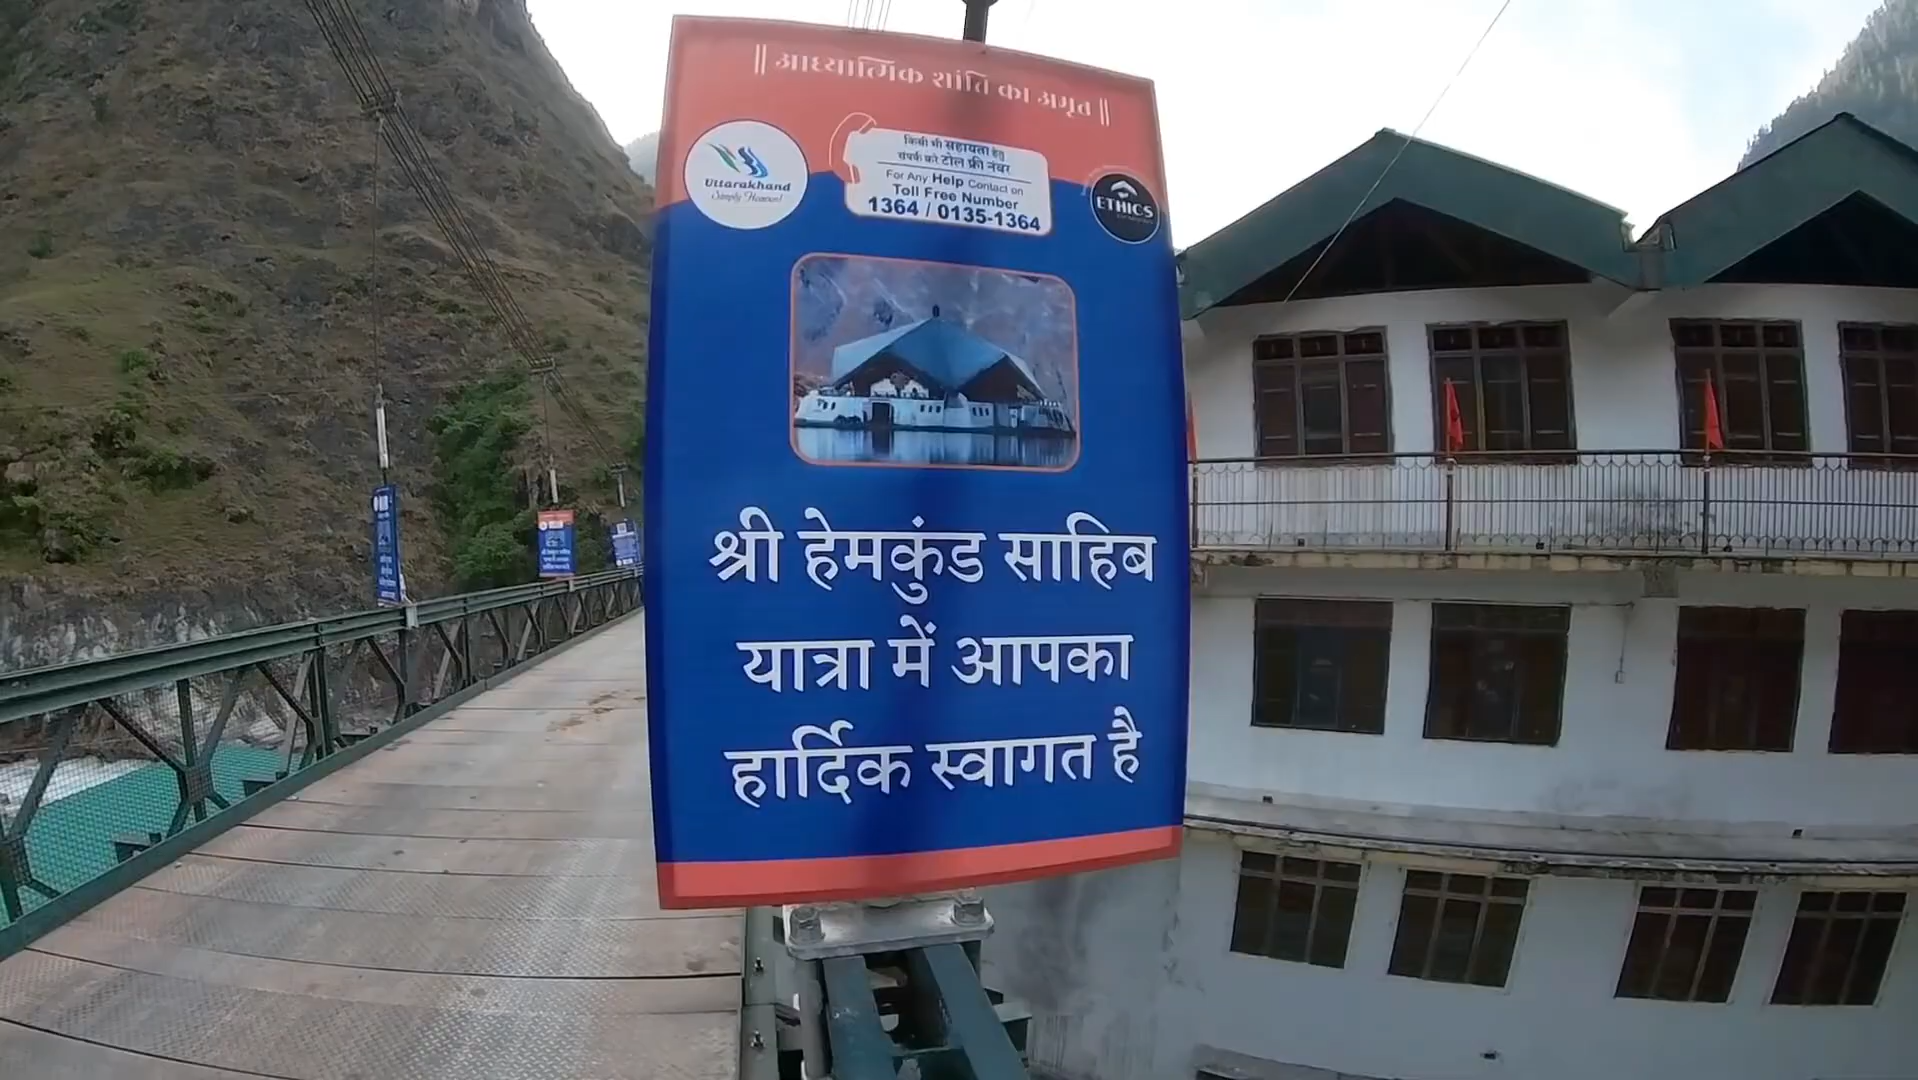 ॥ आध्यात्मिक शांति का अमृत ॥
Uttarakhand
Simply Heaven!
किसी भी सहायता हेतु
संपर्क करे टोल फ्री नंबर
For Any Help Contact on
Toll Free Number
1364 / 0135-1364
ETHICS
श्री हेमकुंड साहिब
यात्रा में आपका
हार्दिक स्वागत है